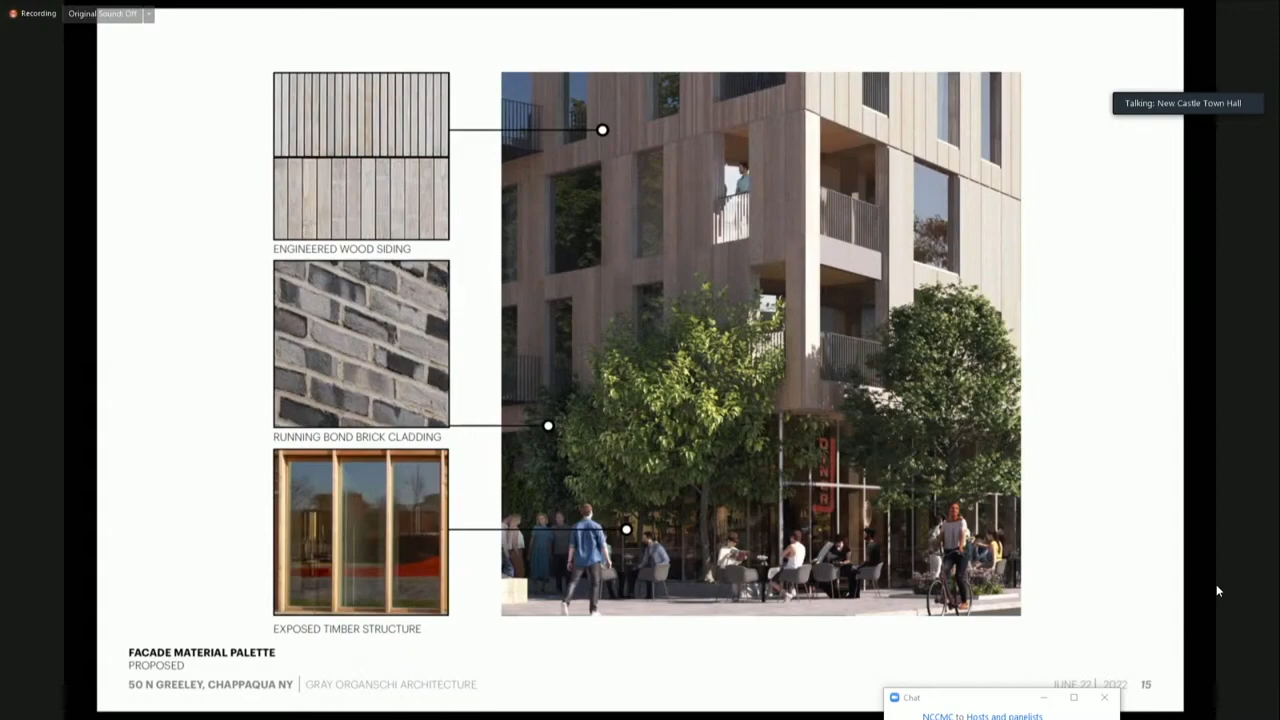 Recording
Original Sound: Off
Talking: New Castle Town Hall
ENGINEERED WOOD SIDING
RUNNING BOND BRICK CLADDING
DINER
EXPOSED TIMBER STRUCTURE
FACADE MATERIAL PALETTE
PROPOSED
50 N GREELEY, CHAPPAQUA NY | GRAY ORGANSCHI ARCHITECTURE
JUNE 22 | 2022 15
Chat
NCCMC to Hosts and panelists